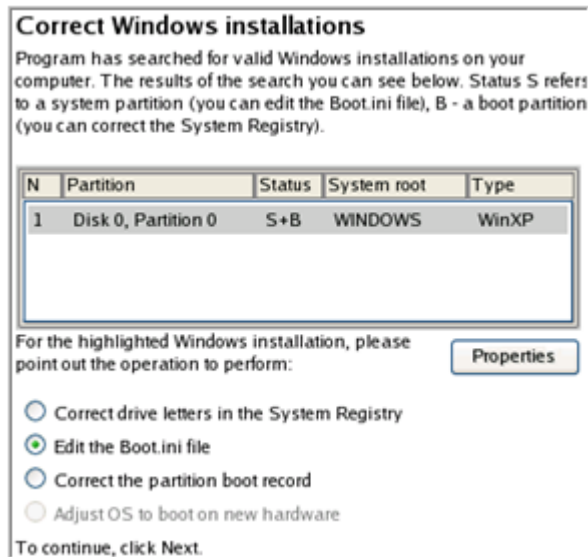 Correct Windows installations
Program has searched for valid Windows installations on your
computer. The results of the search you can see below. Status S refers
to a system partition (you can edit the Boot.ini file), B - a boot partition
(you can correct the System Registry).
N Partition Status System root Type
1 Disk 0, Partition 0 S+B WINDOWS WinXP
For the highlighted Windows installation, please
point out the operation to perform:
Properties
Correct drive letters in the System Registry
Edit the Boot.ini file
Correct the partition boot record
Adjust OS to boot on new hardware
To continue, click Next.